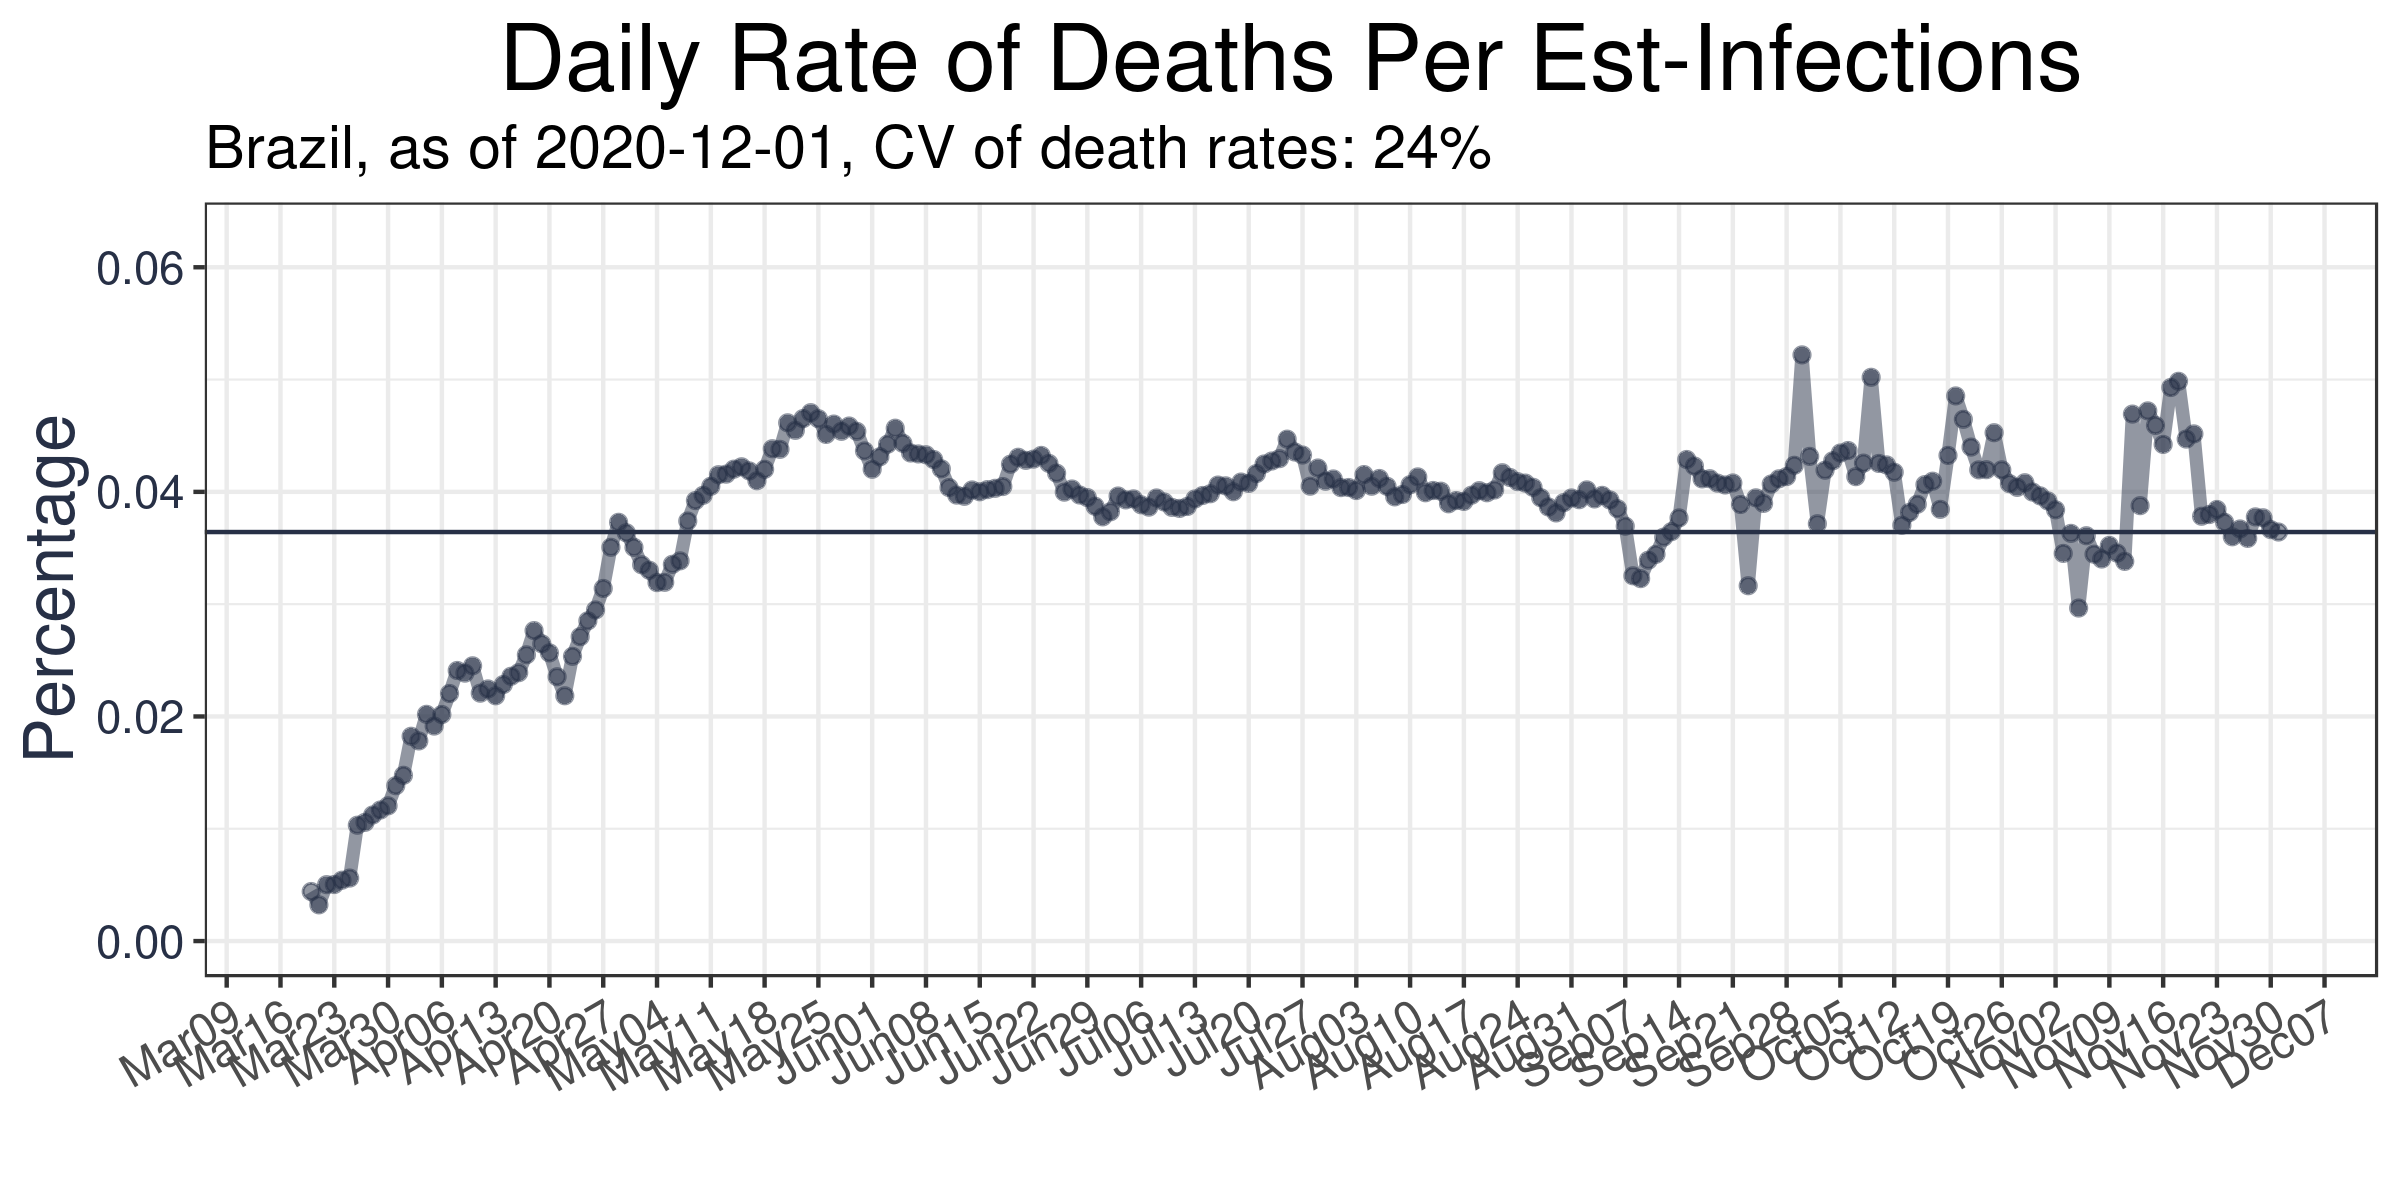 Daily Rate of Deaths Per Est-Infections
Brazil, as of 2020-12-01, CV of death rates: 24%
Percentage
0.06
0.04
0.02
0.00
Mar09
Mar16
Mar23
Mar30
Apr06
Apr13
Apr20
Apr27
May04
May11
May18
May25
Jun01
Jun08
Jun15
Jun22
Jun29
Jul06
Jul13
Jul20
Jul27
Aug03
Aug10
Aug17
Aug24
Aug31
Sep07
Sep14
Sep21
Sep28
Oct05
Oct12
Oct19
Oct26
Nov02
Nov09
Nov16
Nov23
Nov30
Dec07